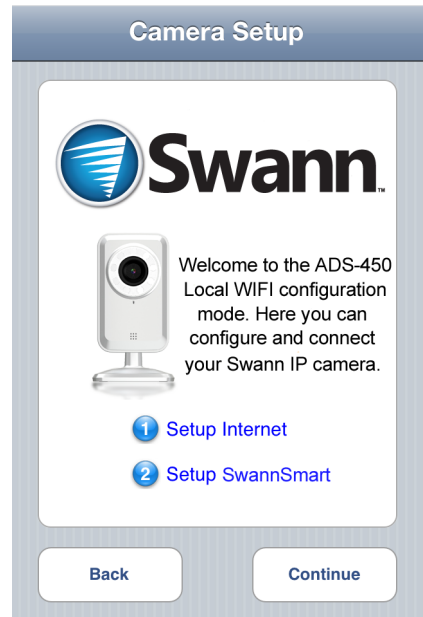 Camera Setup
Swann™
Welcome to the ADS-450
Local WIFI configuration
mode. Here you can
configure and connect
your Swann IP camera.
1 Setup Internet
2 Setup SwannSmart
Back
Continue